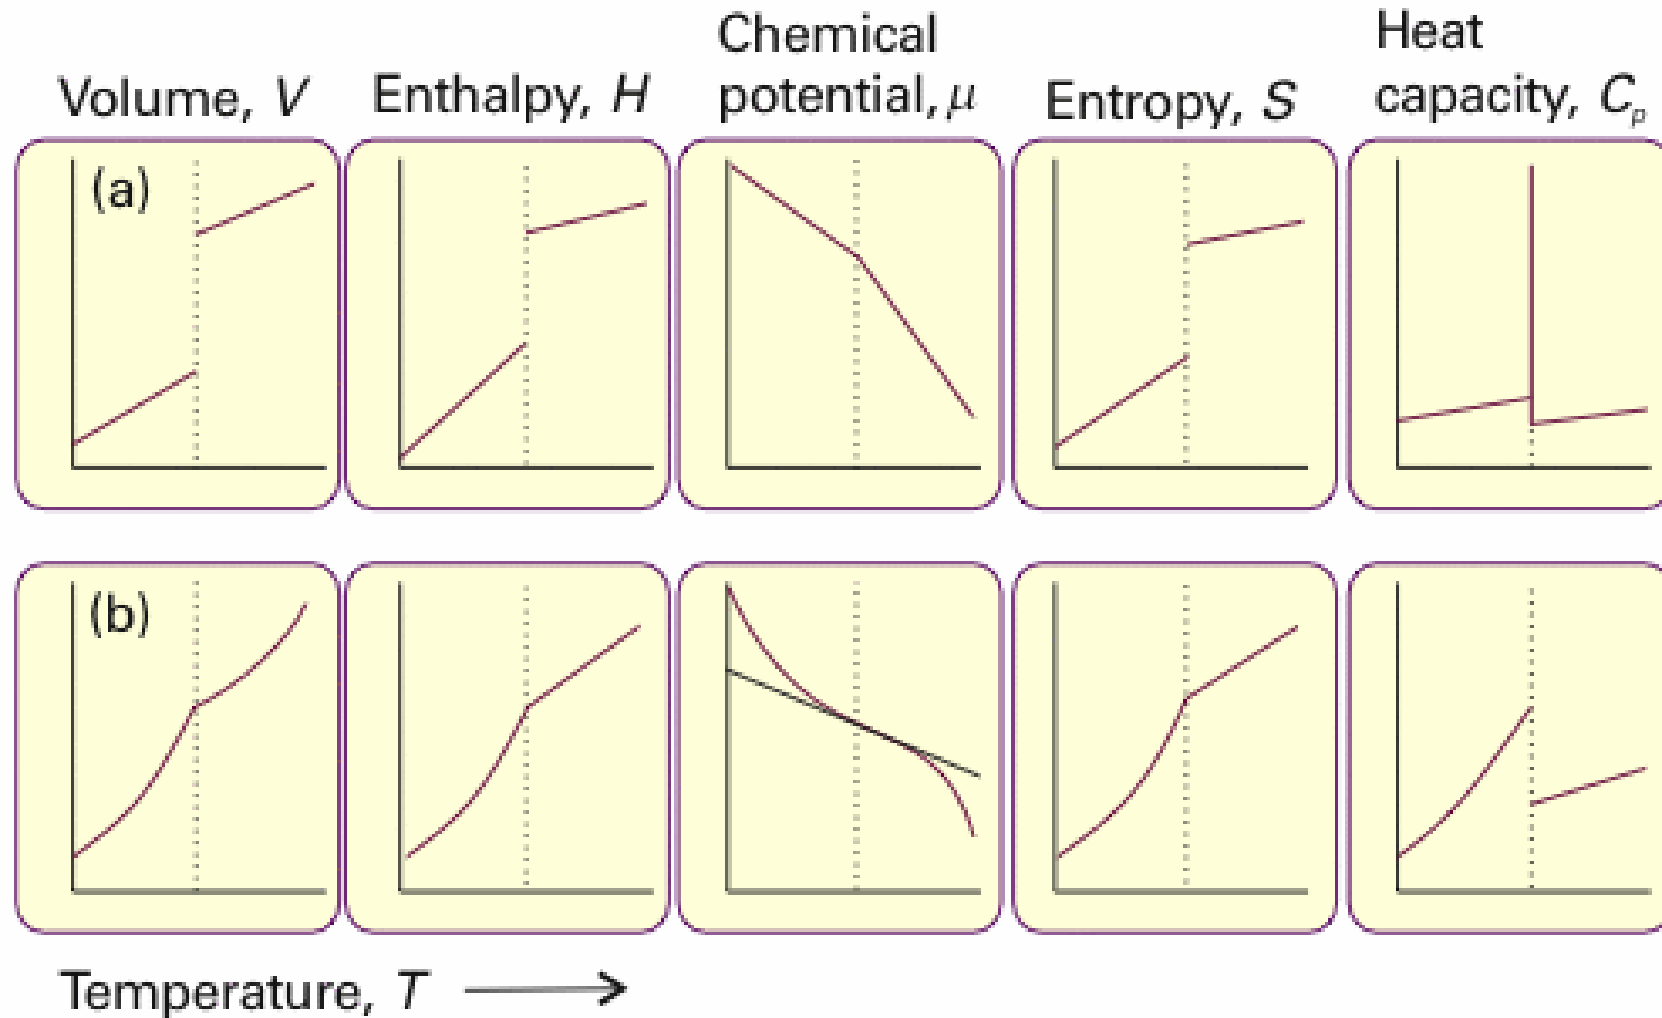 Volume, V
Enthalpy, H
Chemical
potential, μ
Entropy, S
Heat
capacity, Cp
(a)
(b)
Temperature, T